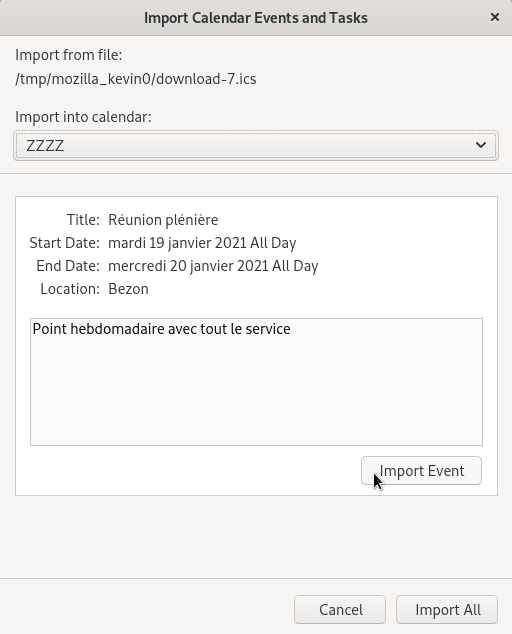 Import Calendar Events and Tasks ×
Import from file:
/tmp/mozilla_kevin0/download-7.ics
Import into calendar:
ZZZZ
Title: Réunion plénière
Start Date: mardi 19 janvier 2021 All Day
End Date: mercredi 20 janvier 2021 All Day
Location: Bezon
Point hebdomadaire avec tout le service
Import Event
Cancel Import All